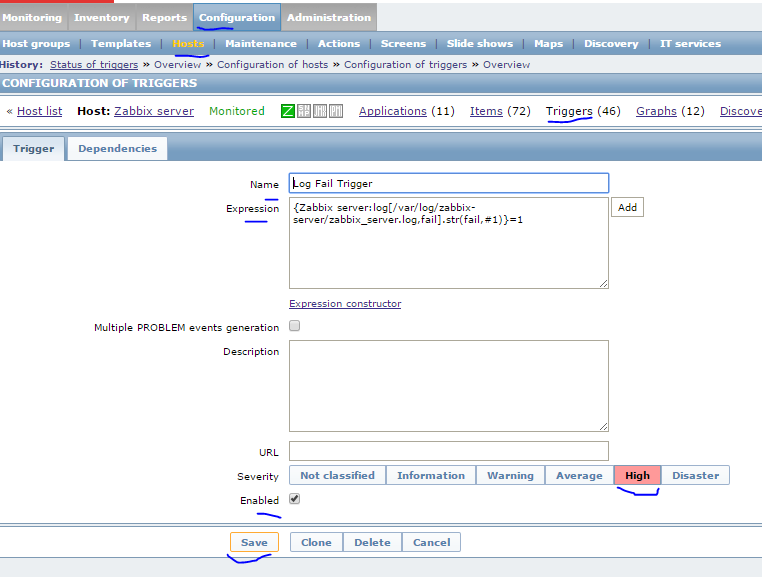 Monitoring Inventory Reports Configuration Administration
Host groups | Templates | Hosts | Maintenance | Actions | Screens | Slide shows | Maps | Discovery | IT services
History: Status of triggers » Overview » Configuration of hosts » Configuration of triggers » Overview
CONFIGURATION OF TRIGGERS
« Host list Host: Zabbix server Monitored Z Applications (11) Items (72) Triggers (46) Graphs (12) Discove
Trigger Dependencies
Name Log Fail Trigger
Expression {Zabbix server:log[/var/log/zabbix-
server/zabbix_server.log,fail].str(fail,#1)}=1 Add
Expression constructor
Multiple PROBLEM events generation
Description
URL
Severity Not classified Information Warning Average High Disaster
Enabled
Save Clone Delete Cancel